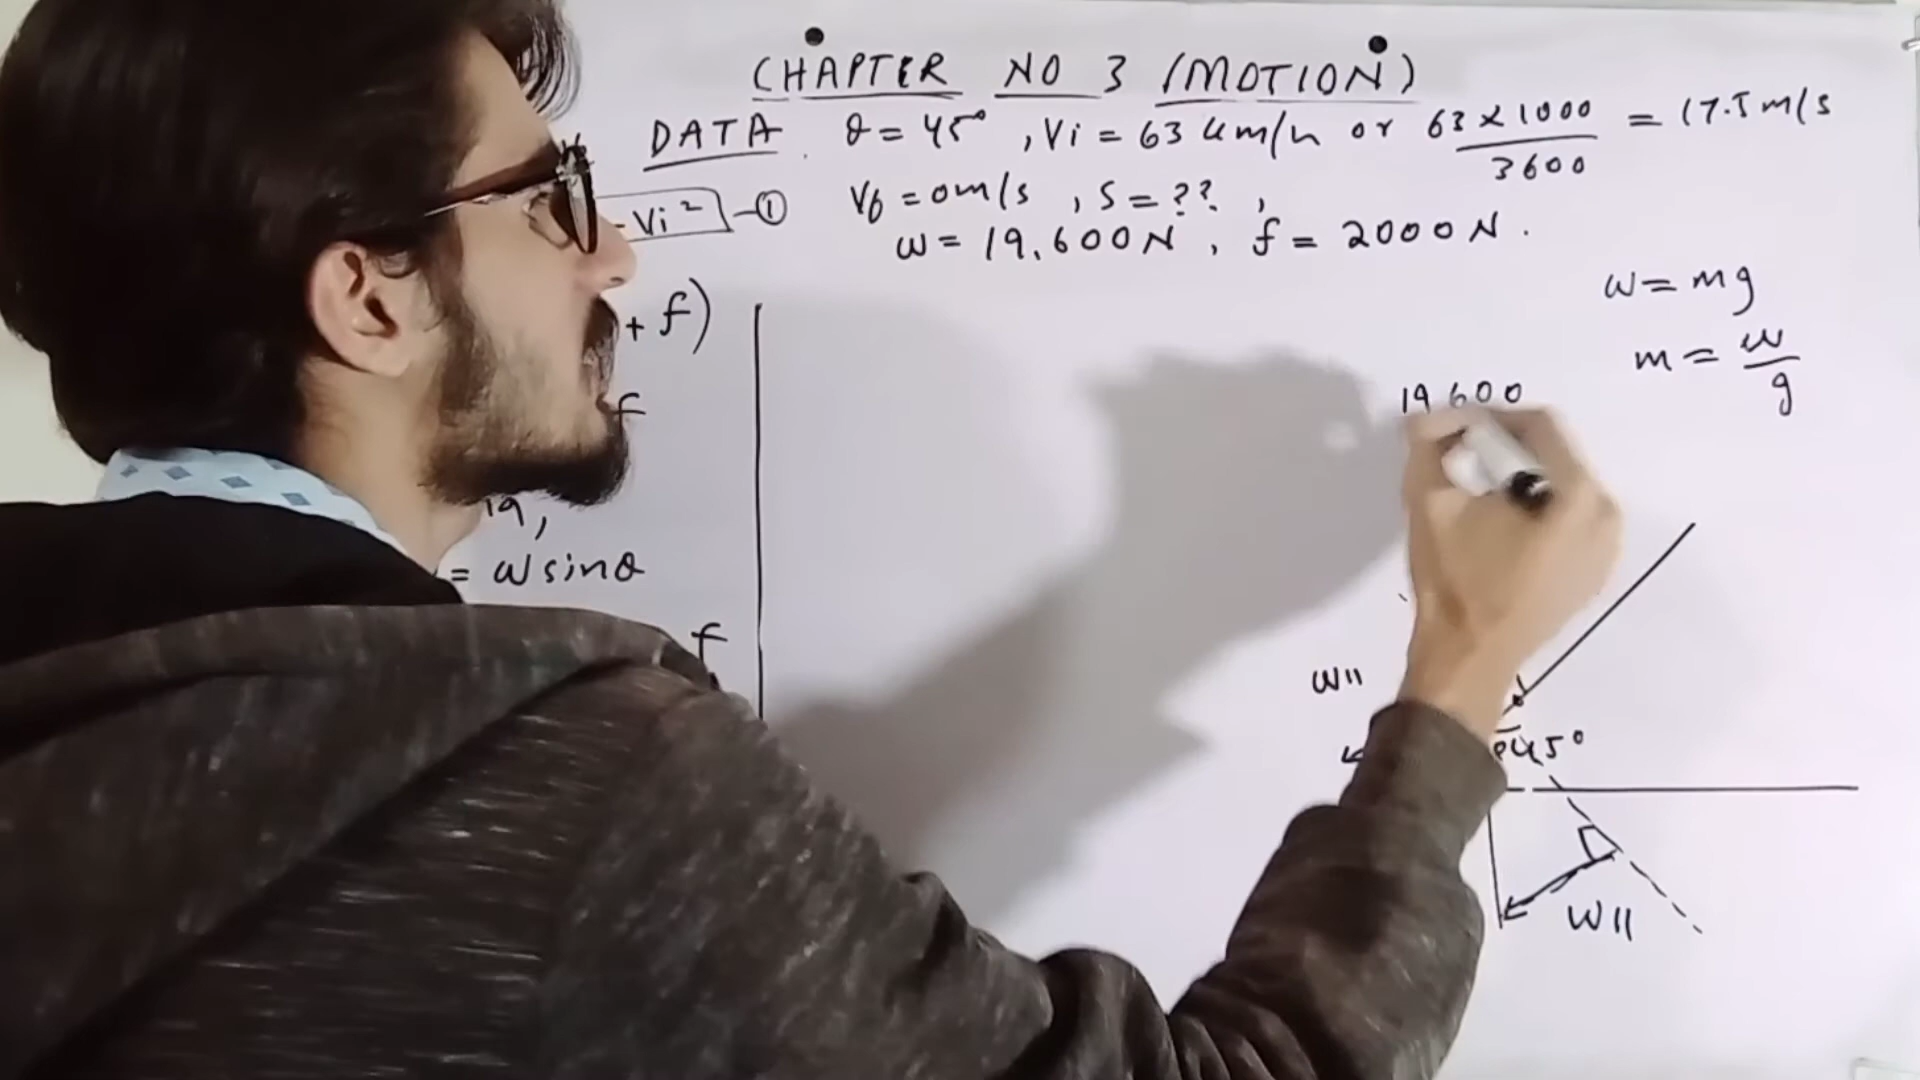 CHAPTER NO 3 (MOTION)
DATA. θ = 45° , Vi = 63 km/h or 63 x 1000 / 3600 = 17.5 m/s
- Vi² - ①
Vf = 0 m/s , S = ?? ,
w = 19,600 N , f = 2000 N .
+ f)
w = mg
m = w / g
19600
f
= w sinθ
f
W ||
45°
W ||